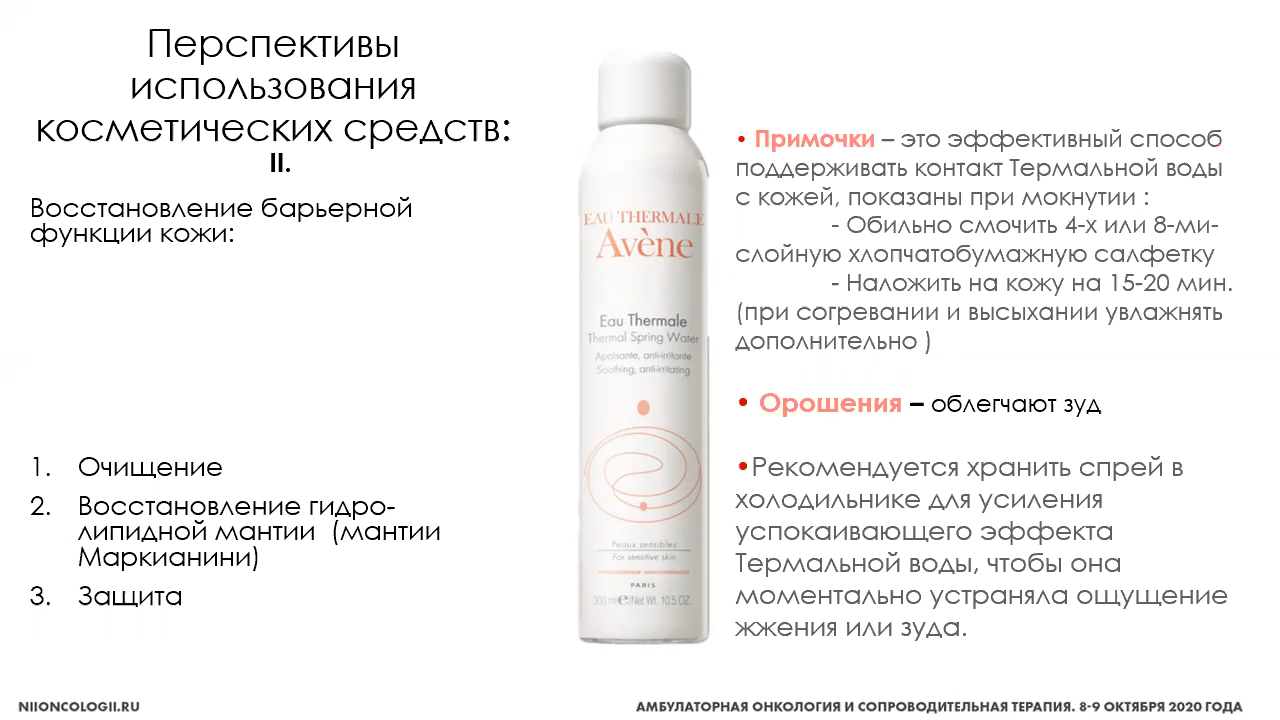 Перспективы
использования
косметических средств:
II.
Восстановление барьерной
функции кожи:
1. Очищение
2. Восстановление гидро-
липидной мантии (мантии
Маркианини)
3. Защита
EAU THERMALE
Avène
Eau Thermale
Thermal Spring Water
Apaisante, anti-irritante
Soothing, anti-irritating
Peaux sensibles
For sensitive skin
PARIS
300 ml e/Net Wt. 10.5 OZ.
• Примочки – это эффективный способ
поддерживать контакт Термальной воды
с кожей, показаны при мокнутии :
- Обильно смочить 4-х или 8-ми-
слойную хлопчатобумажную салфетку
- Наложить на кожу на 15-20 мин.
(при согревании и высыхании увлажнять
дополнительно )
• Орошения – облегчают зуд
•Рекомендуется хранить спрей в
холодильнике для усиления
успокаивающего эффекта
Термальной воды, чтобы она
моментально устраняла ощущение
жжения или зуда.
NIIONCOLOGII.RU
АМБУЛАТОРНАЯ ОНКОЛОГИЯ И СОПРОВОДИТЕЛЬНАЯ ТЕРАПИЯ. 8-9 ОКТЯБРЯ 2020 ГОДА